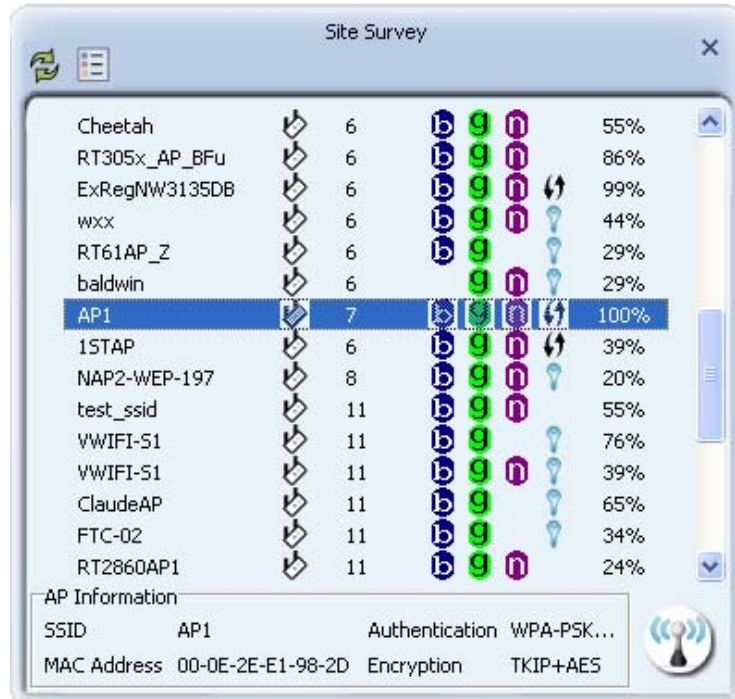 Site Survey
Cheetah 6 b g n 55%
RT305x_AP_BFu 6 b g n 86%
ExRegNW3135DB 6 b g n 99%
wxx 6 b g n 44%
RT61AP_Z 6 b g 29%
baldwin 6 g n 29%
AP1 7 b g n 100%
1STAP 6 b g n 39%
NAP2-WEP-197 8 b g n 20%
test_ssid 11 b g n 55%
VWIFI-S1 11 b g 76%
VWIFI-S1 11 b g n 39%
ClaudeAP 11 b g 65%
FTC-02 11 b g 34%
RT2860AP1 11 b g n 24%
AP Information
SSID AP1 Authentication WPA-PSK...
MAC Address 00-0E-2E-E1-98-2D Encryption TKIP+AES